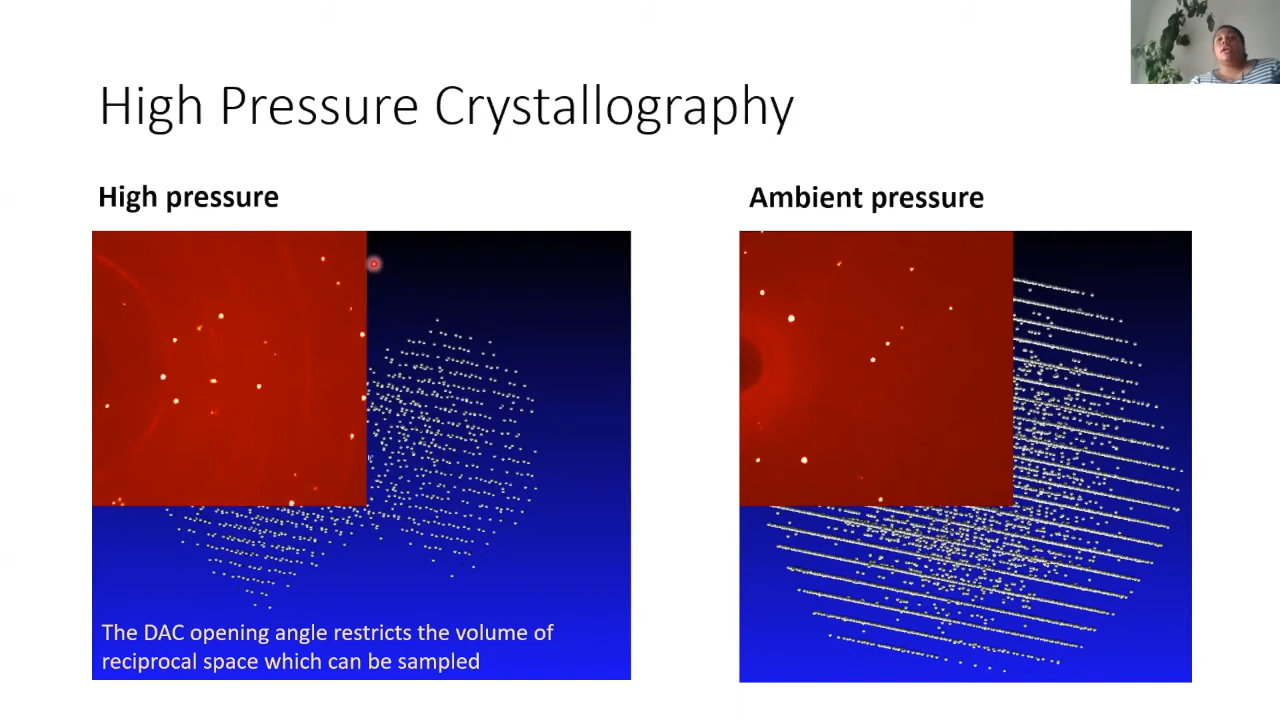 High Pressure Crystallography
High pressure
Ambient pressure
The DAC opening angle restricts the volume of
reciprocal space which can be sampled